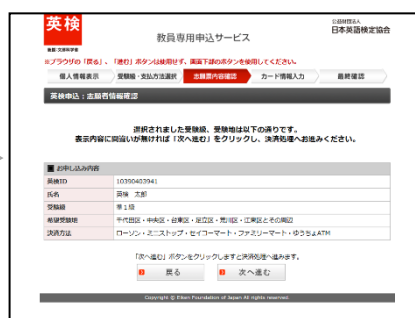 英検
教員専用申込サービス
公益財団法人
日本英語検定協会
後援：文部科学省
※ブラウザの「戻る」、「進む」ボタンは使用せず、画面下部のボタンを使用してください。
個人情報表示
受験級・支払方法選択
志願票内容確認
カード情報入力
最終確認
英検申込：志願者情報確認
選択されました受験級、受験地は以下の通りです。
表示内容に間違いが無ければ「次へ進む」をクリックし、決済処理へお進みください。
■ お申し込み内容
英検ID 10390403941
氏名 英検 太郎
受験級 準１級
希望受験地 千代田区・中央区・台東区・足立区・荒川区・江東区とその周辺
決済方法 ローソン・ミニストップ・セイコーマート・ファミリーマート・ゆうちょATM
「次へ進む」ボタンをクリックしますと決済処理へ進みます。
戻る
次へ進む
Copyright © Eiken Foundation of Japan All rights reserved.